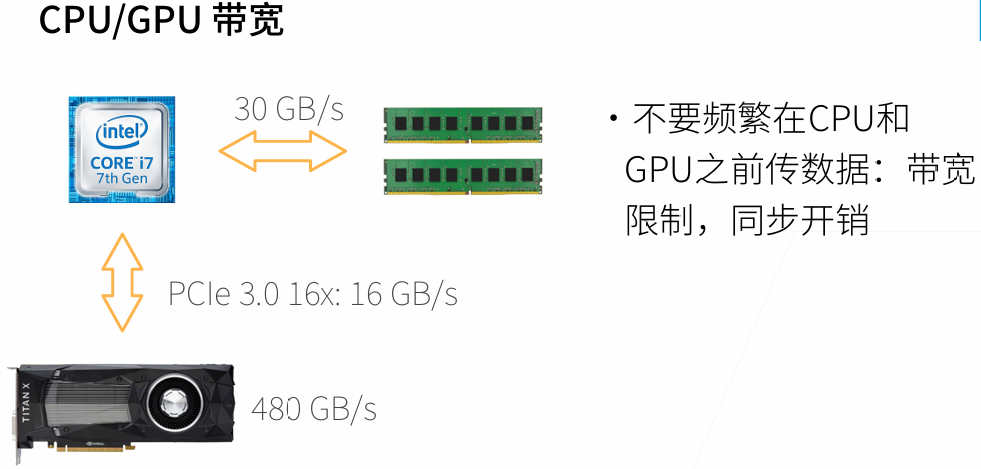 CPU/GPU 带宽
30 GB/s
intel
CORE i7
7th Gen
• 不要频繁在CPU和
GPU之前传数据：带宽
限制，同步开销
PCIe 3.0 16x: 16 GB/s
TITAN X
NVIDIA
480 GB/s